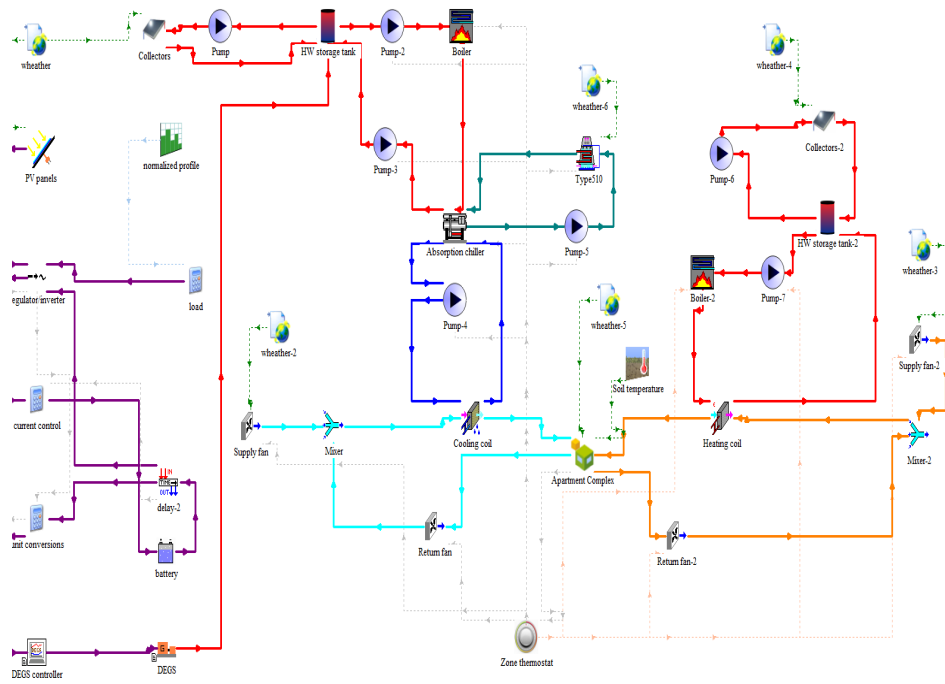 wheather
Collectors
Pump
HW storage tank
Pump-2
Boiler
wheather-4
wheather-6
PV panels
normalized profile
Pump-3
Type510
Pump-6
Collectors-2
Absorption chiller
Pump-5
HW storage tank-2
wheather-3
egulator/inverter
load
Pump-4
wheather-5
Boiler-2
Pump-7
wheather-2
Soil temperature
Supply fan-2
current control
Supply fan
Mixer
Cooling coil
Apartment Complex
Heating coil
Mixer-2
IN
TIME
OUT
delay-2
unit conversions
battery
Return fan
Return fan-2
Zone thermostat
DEGS controller
G
DEGS